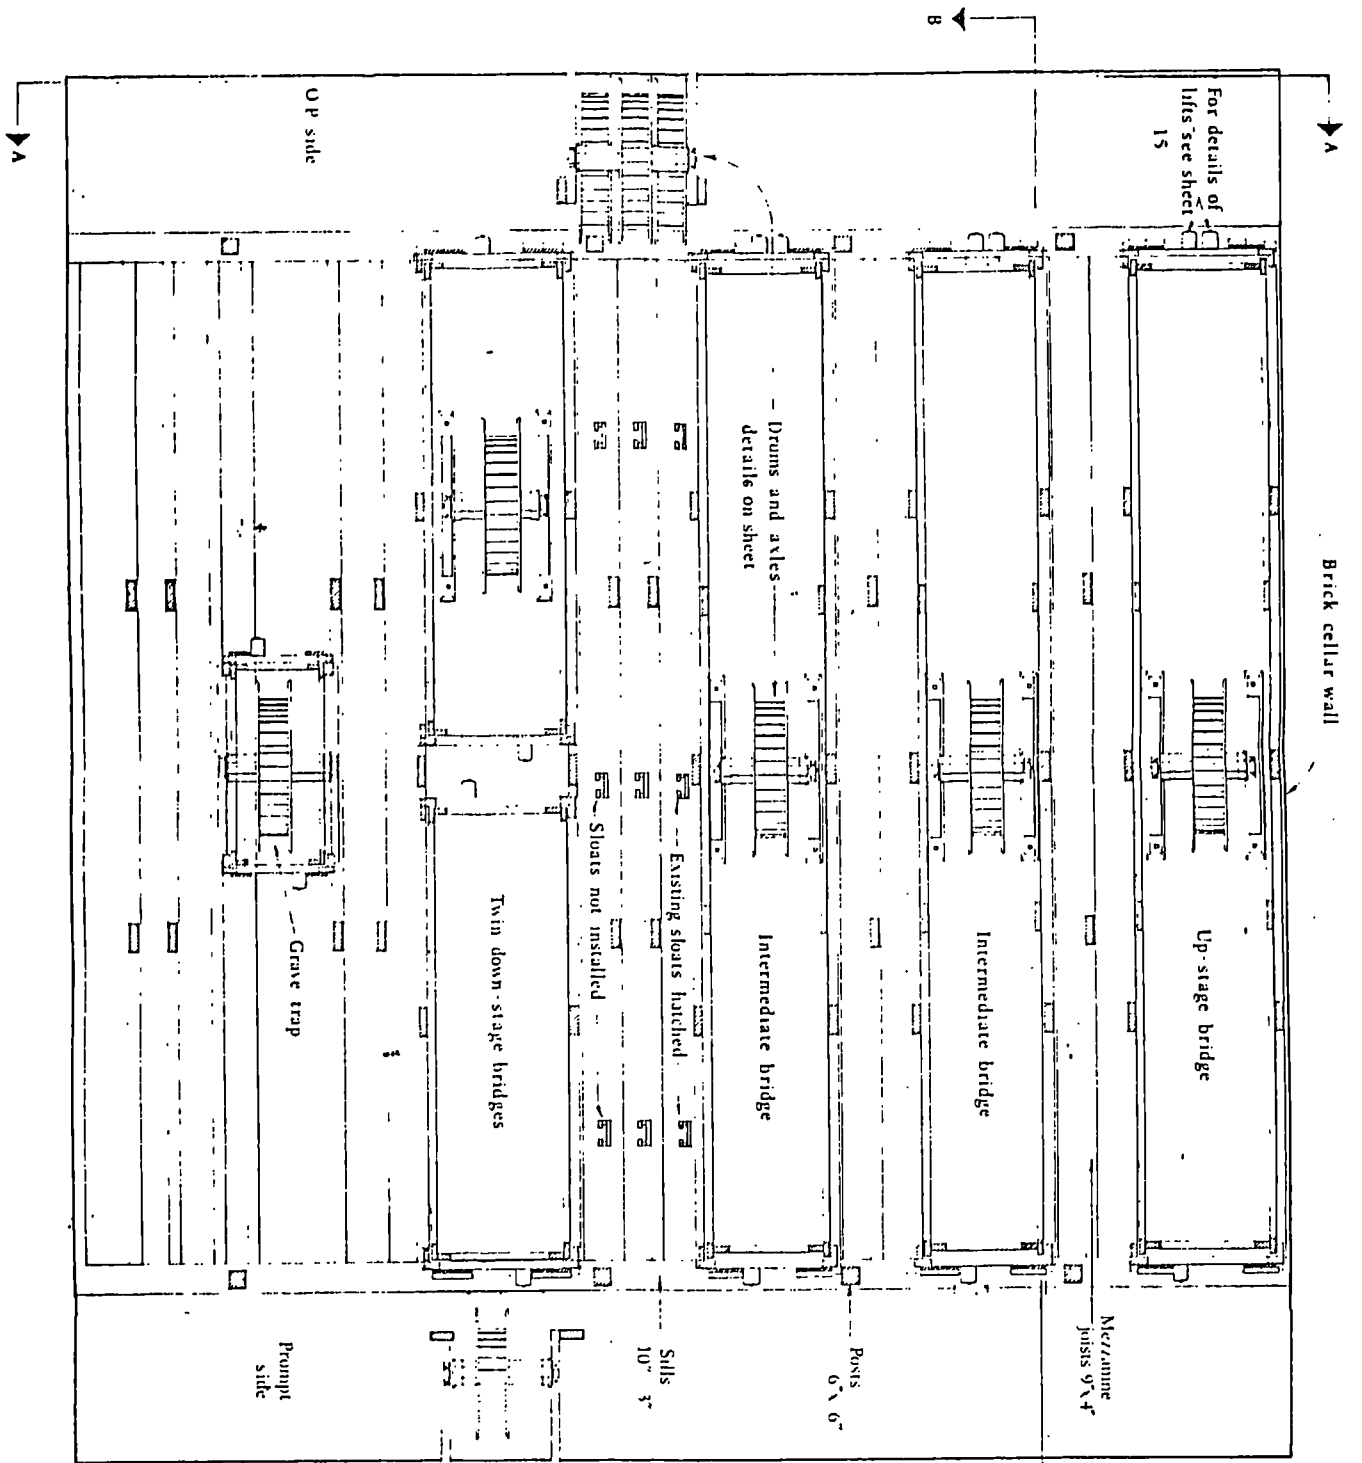 B
A
A
OP side
For details of
lifts see sheet
15
Brick cellar wall
Drums and axles
details on sheet
Sloats not installed
Existing sloats hatched
Grave trap
Twin down-stage bridges
Intermediate bridge
Intermediate bridge
Up-stage bridge
Prompt
side
Sills
10" 3"
Posts
6" x 6"
Mezzanine
joists 9" x 4"